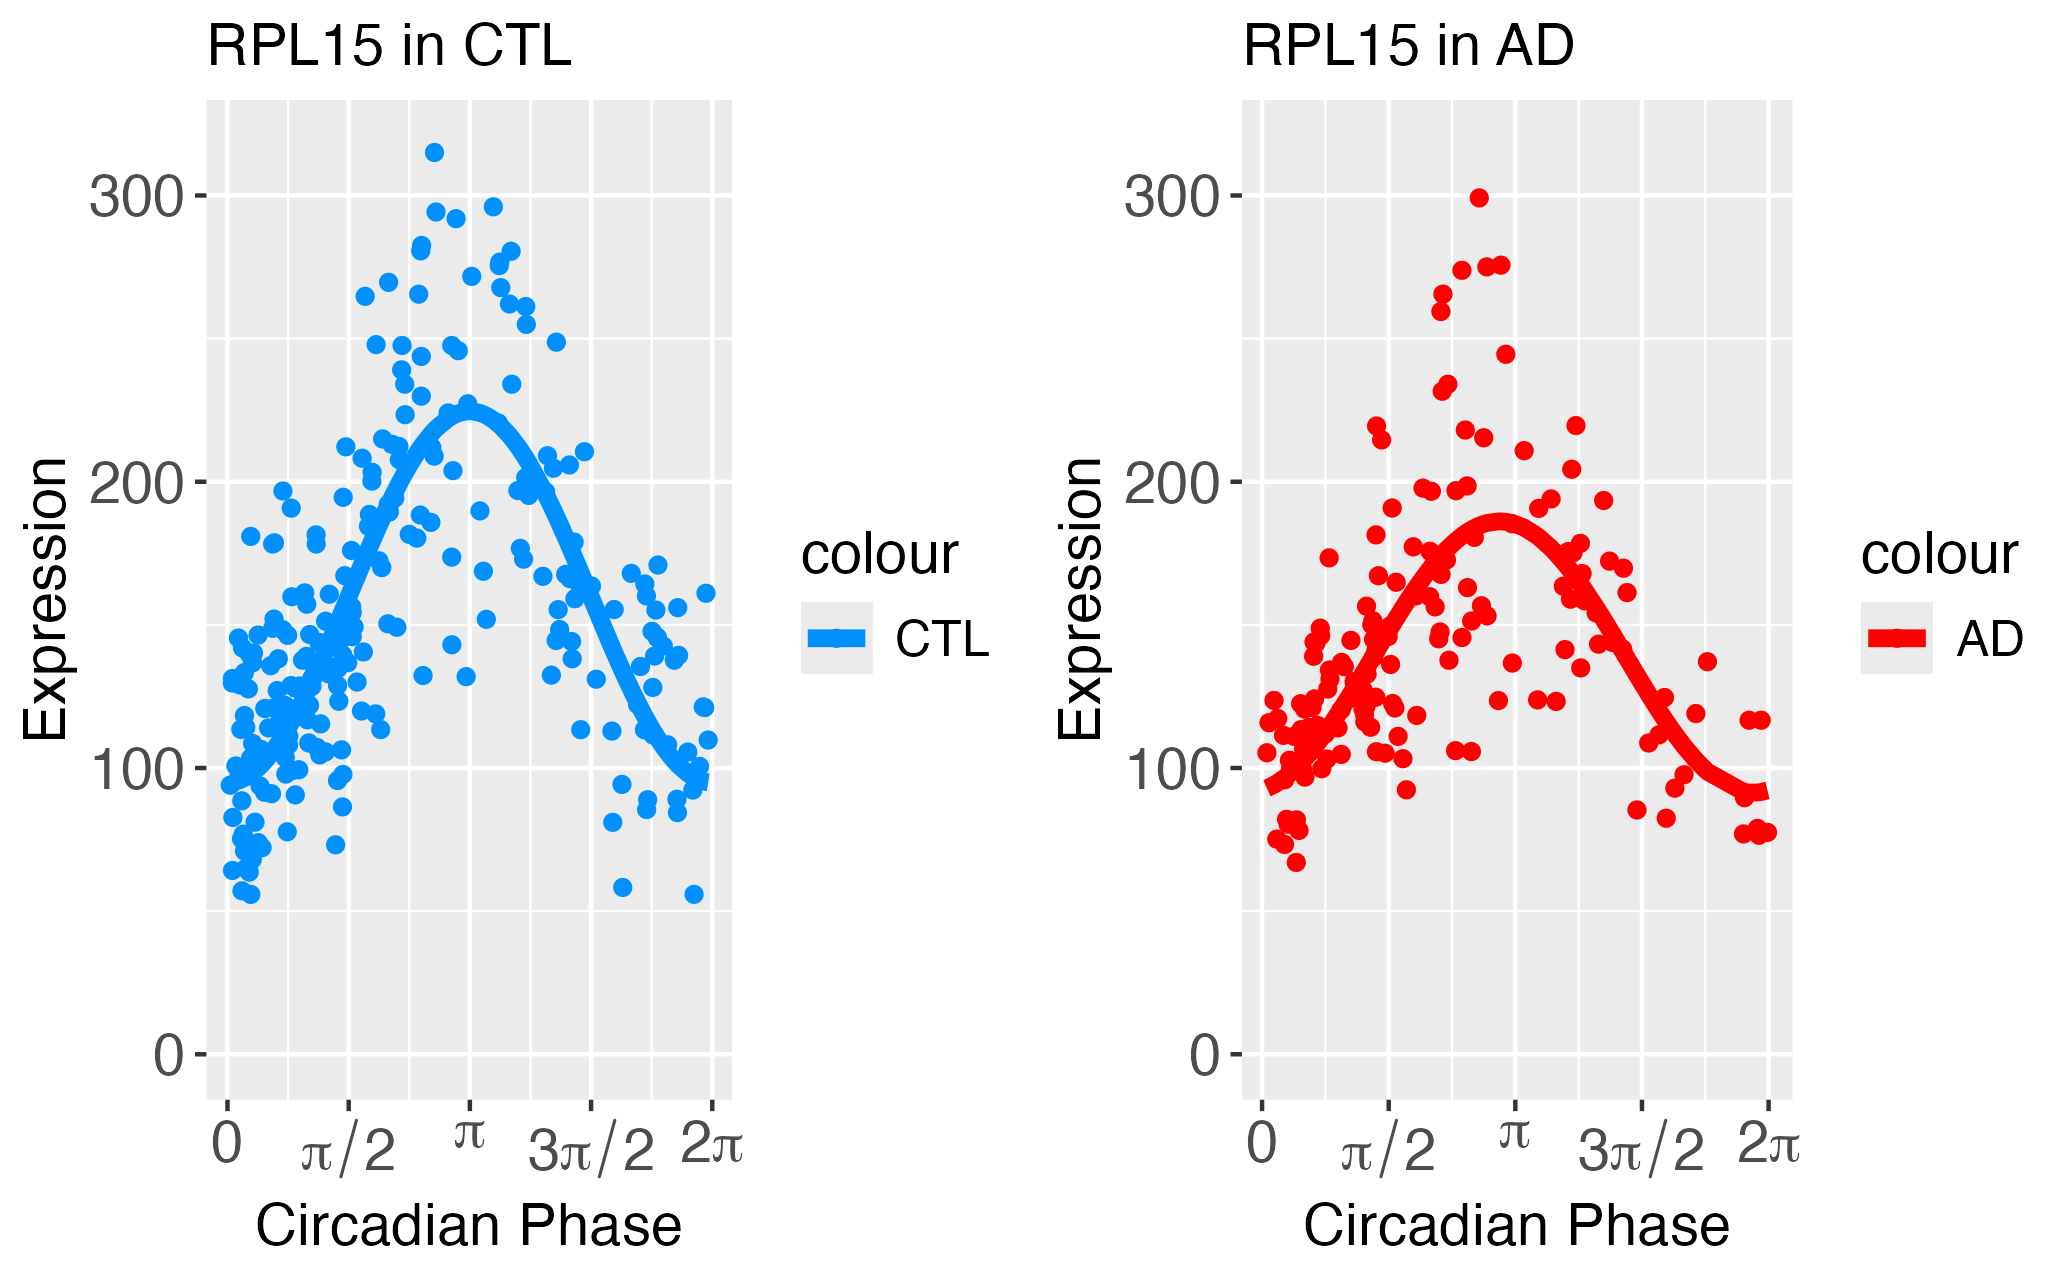 RPL15 in CTL
Expression
300
200
100
0
0
π/2
π
3π/2
2π
Circadian Phase
colour
CTL
RPL15 in AD
Expression
300
200
100
0
0
π/2
π
3π/2
2π
Circadian Phase
colour
AD